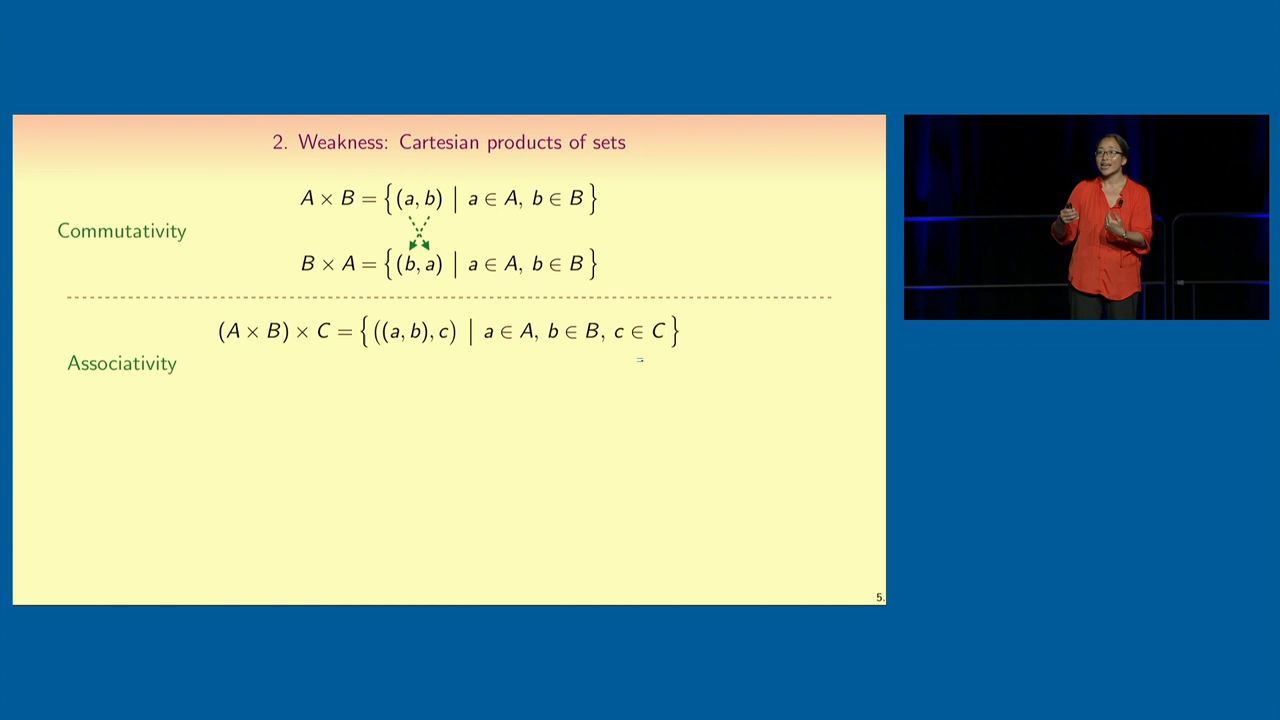 2. Weakness: Cartesian products of sets
A × B = {(a, b) | a ∈ A, b ∈ B}
Commutativity
B × A = {(b, a) | a ∈ A, b ∈ B}
(A × B) × C = {((a, b), c) | a ∈ A, b ∈ B, c ∈ C}
Associativity
5.